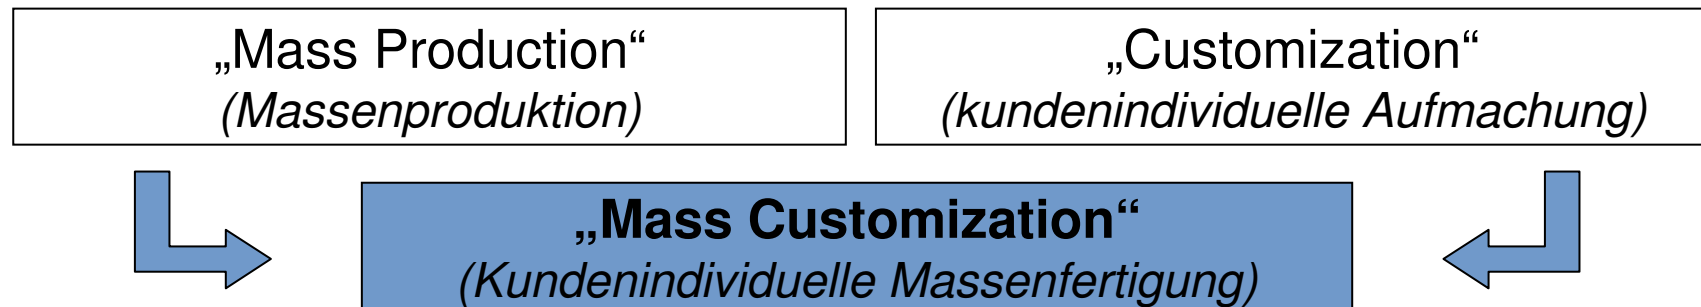 „Mass Production“
(Massenproduktion)
„Customization“
(kundenindividuelle Aufmachung)
„Mass Customization“
(Kundenindividuelle Massenfertigung)